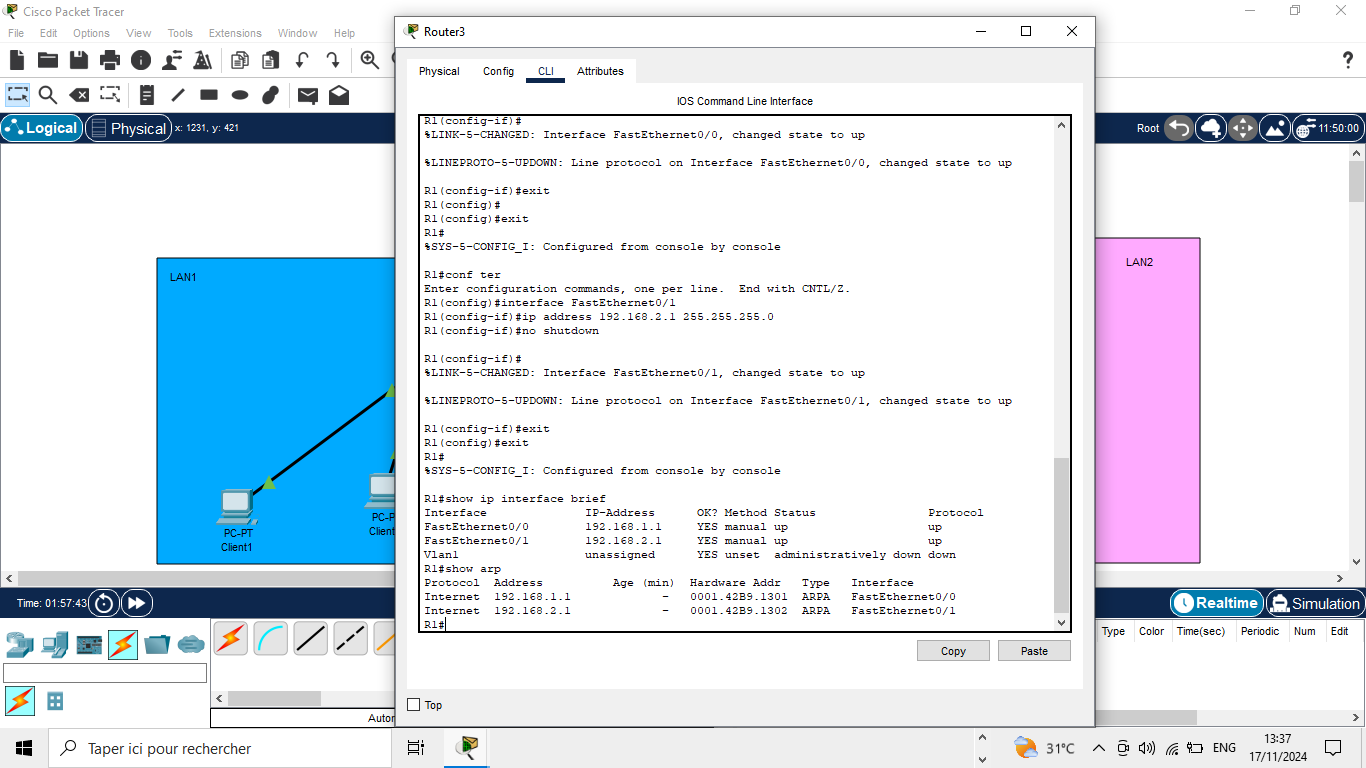 Cisco Packet Tracer
File Edit Options View Tools Extensions Window Help
Logical Physical x: 1231, y: 421
Root 11:50:00
LAN1
PC-PT
Client1
PC-P
Client
LAN2
Router3
Physical Config CLI Attributes
IOS Command Line Interface
R1(config-if)#
%LINK-5-CHANGED: Interface FastEthernet0/0, changed state to up
%LINEPROTO-5-UPDOWN: Line protocol on Interface FastEthernet0/0, changed state to up
R1(config-if)#exit
R1(config)#
R1(config)#exit
R1#
%SYS-5-CONFIG_I: Configured from console by console
R1#conf ter
Enter configuration commands, one per line. End with CNTL/Z.
R1(config)#interface FastEthernet0/1
R1(config-if)#ip address 192.168.2.1 255.255.255.0
R1(config-if)#no shutdown
R1(config-if)#
%LINK-5-CHANGED: Interface FastEthernet0/1, changed state to up
%LINEPROTO-5-UPDOWN: Line protocol on Interface FastEthernet0/1, changed state to up
R1(config-if)#exit
R1(config)#exit
R1#
%SYS-5-CONFIG_I: Configured from console by console
R1#show ip interface brief
Interface IP-Address OK? Method Status Protocol
FastEthernet0/0 192.168.1.1 YES manual up up
FastEthernet0/1 192.168.2.1 YES manual up up
Vlan1 unassigned YES unset administratively down down
R1#show arp
Protocol Address Age (min) Hardware Addr Type Interface
Internet 192.168.1.1 - 0001.42B9.1301 ARPA FastEthernet0/0
Internet 192.168.2.1 - 0001.42B9.1302 ARPA FastEthernet0/1
R1#
Copy Paste
Top
Time: 01:57:43
Realtime Simulation
Type Color Time(sec) Periodic Num Edit
Autor
Taper ici pour rechercher
31°C ENG
13:37
17/11/2024